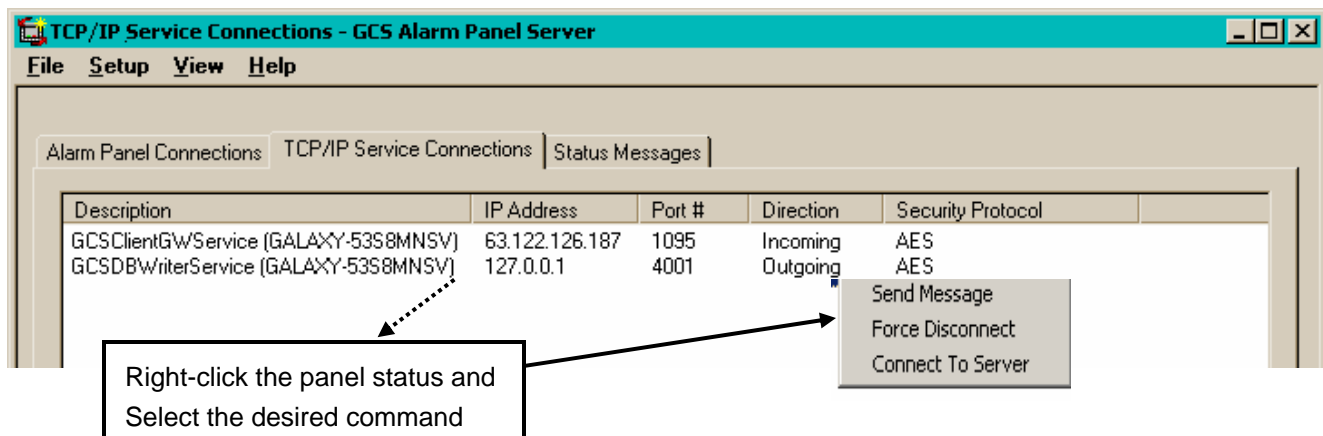 TCP/IP Service Connections - GCS Alarm Panel Server
File Setup View Help
Alarm Panel Connections TCP/IP Service Connections Status Messages
Description IP Address Port # Direction Security Protocol
GCSClientGWService (GALAXY-53S8MNSV) 63.122.126.187 1095 Incoming AES
GCSDBWriterService (GALAXY-53S8MNSV) 127.0.0.1 4001 Outgoing AES
Send Message
Force Disconnect
Connect To Server
Right-click the panel status and
Select the desired command